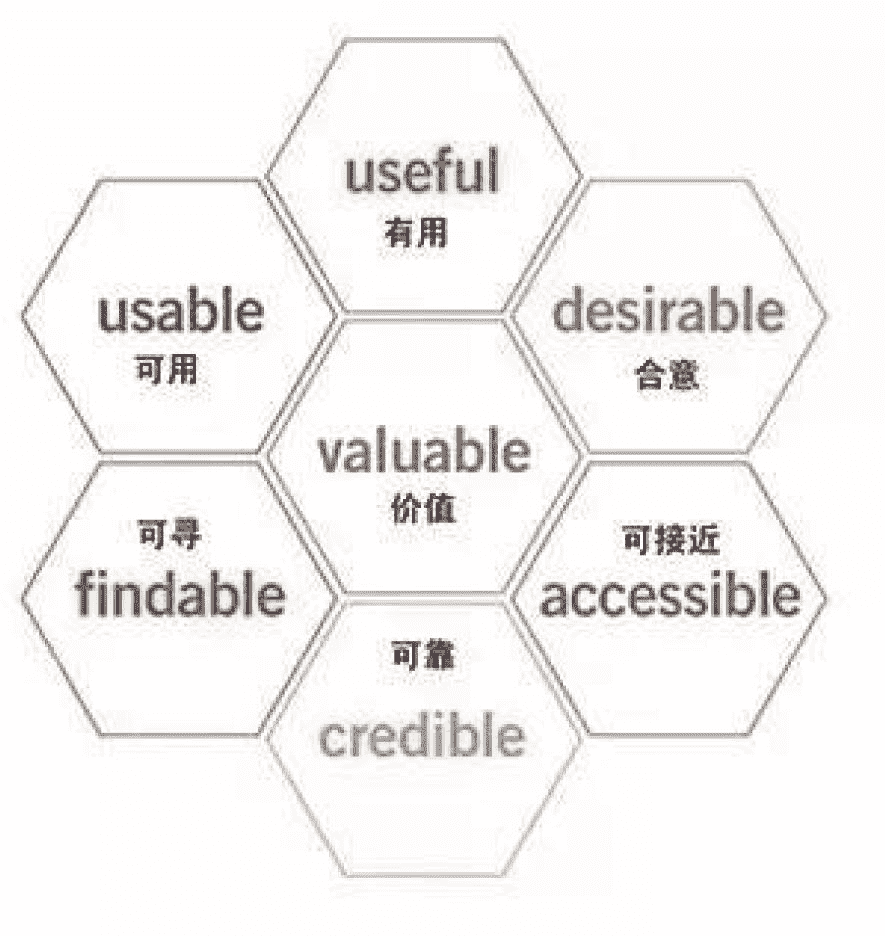 useful
有用
usable
可用
desirable
合意
valuable
价值
可寻
findable
可接近
accessible
可靠
credible